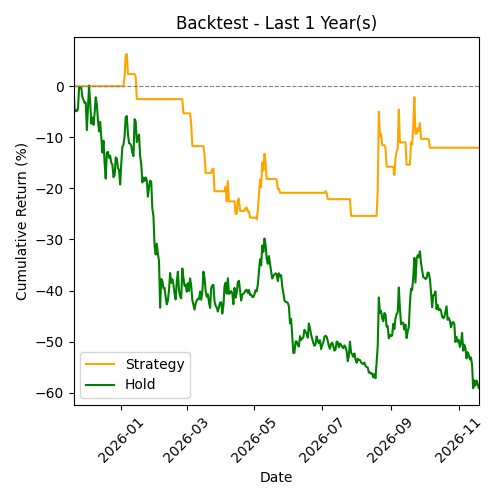 Backtest - Last 1 Year(s)
Cumulative Return (%)
0
−10
−20
−30
−40
−50
−60
Strategy
Hold
2026-01
2026-03
2026-05
2026-07
2026-09
2026-11
Date